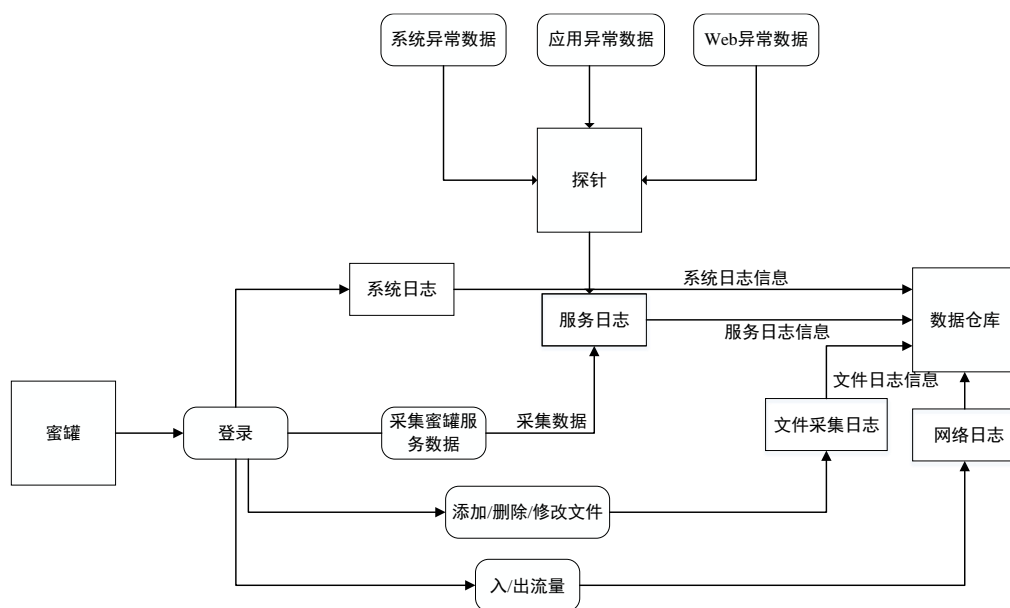 系统异常数据
应用异常数据
Web异常数据
探针
系统日志
系统日志信息
服务日志
服务日志信息
数据仓库
文件日志信息
蜜罐
登录
采集蜜罐服
务数据
采集数据
文件采集日志
网络日志
添加/删除/修改文件
入/出流量